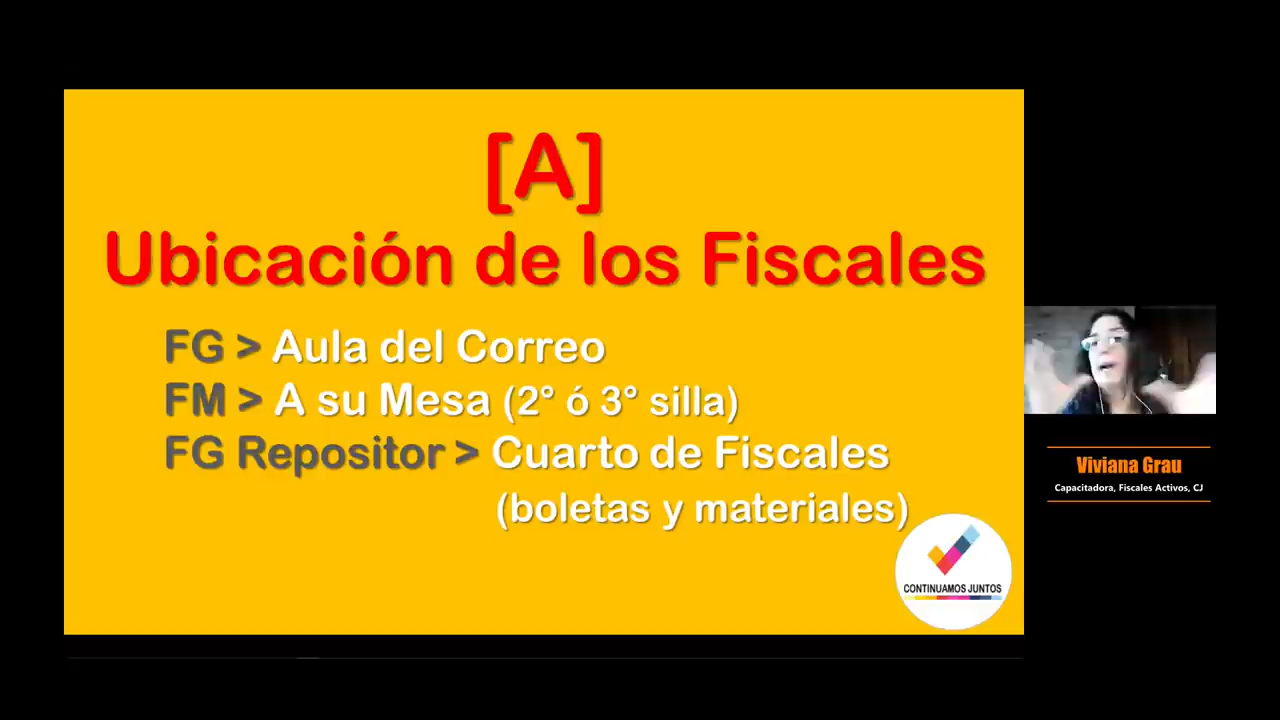 [A]
Ubicación de los Fiscales
FG > Aula del Correo
FM > A su Mesa (2° ó 3° silla)
FG Repositor > Cuarto de Fiscales
(boletas y materiales)
CONTINUAMOS JUNTOS
Viviana Grau
Capacitadora, Fiscales Activos, CJ